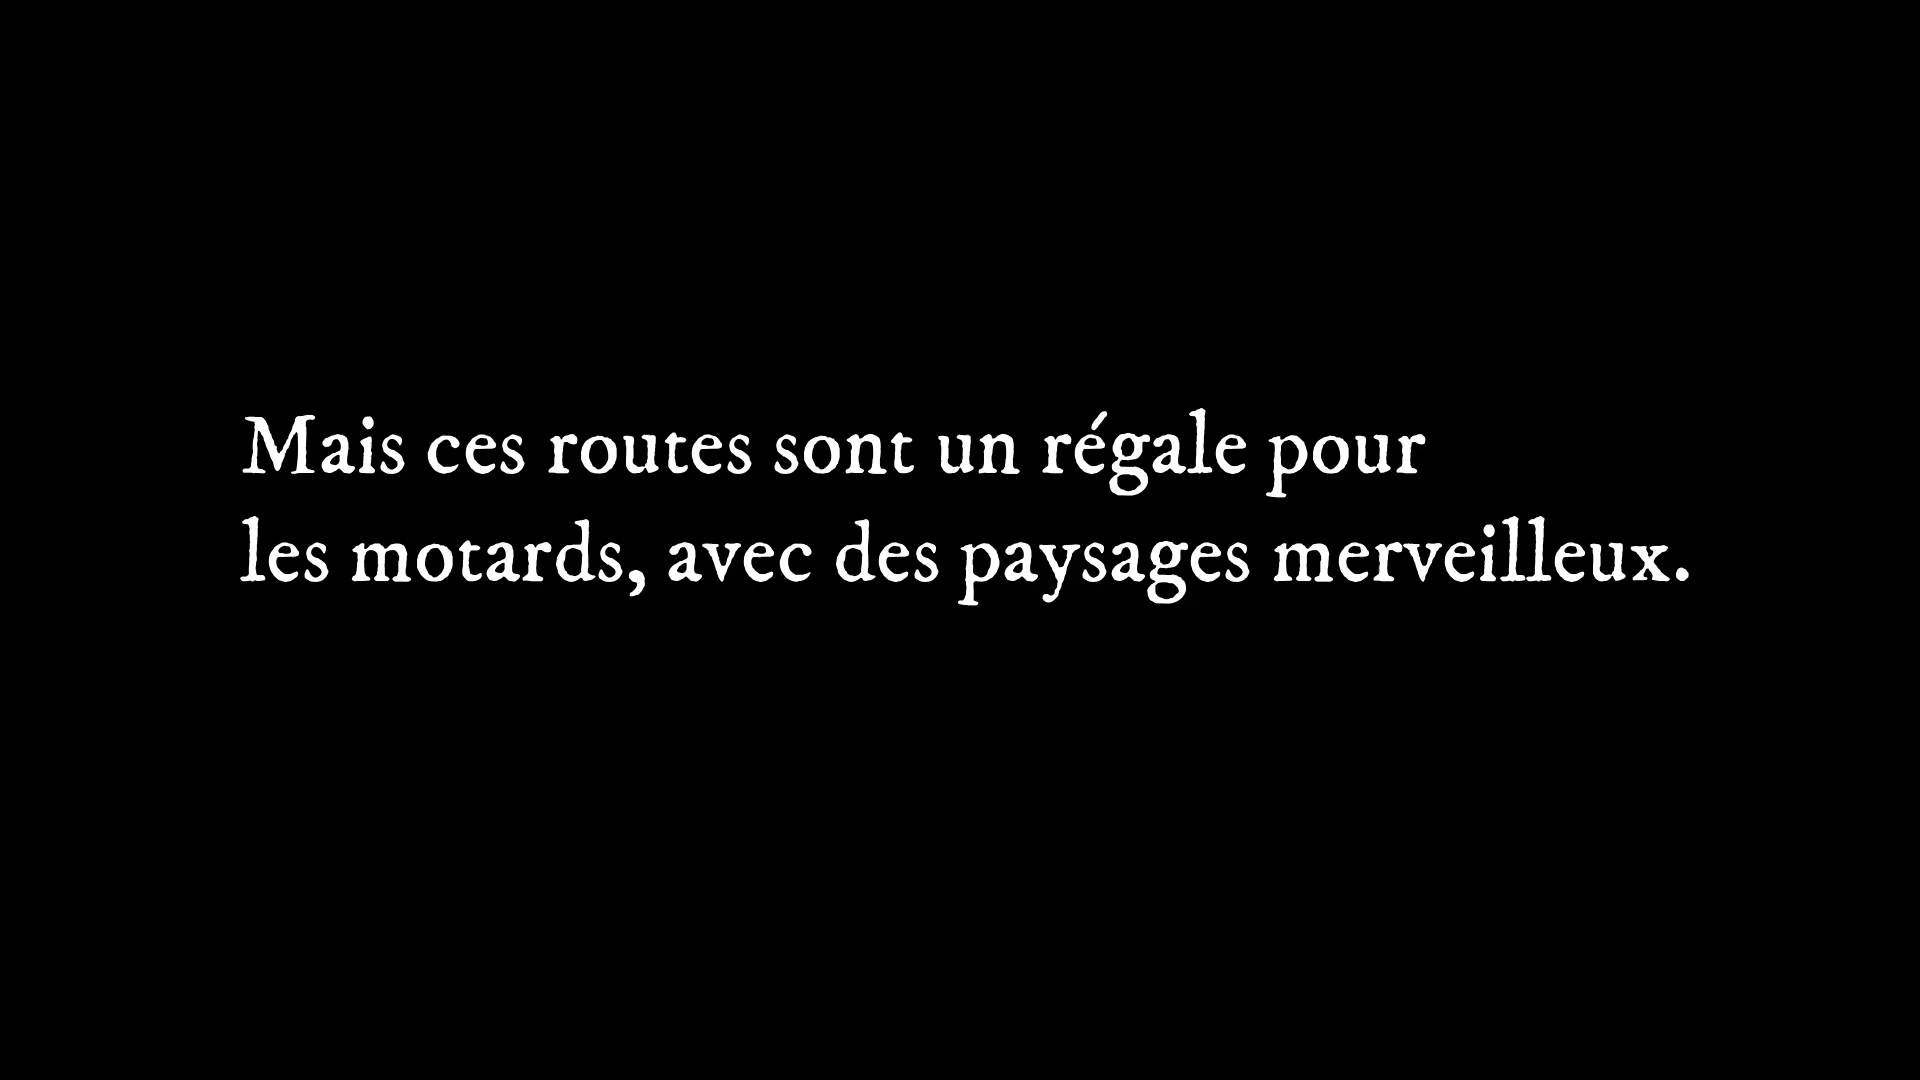 Mais ces routes sont un régale pour
les motards, avec des paysages merveilleux.